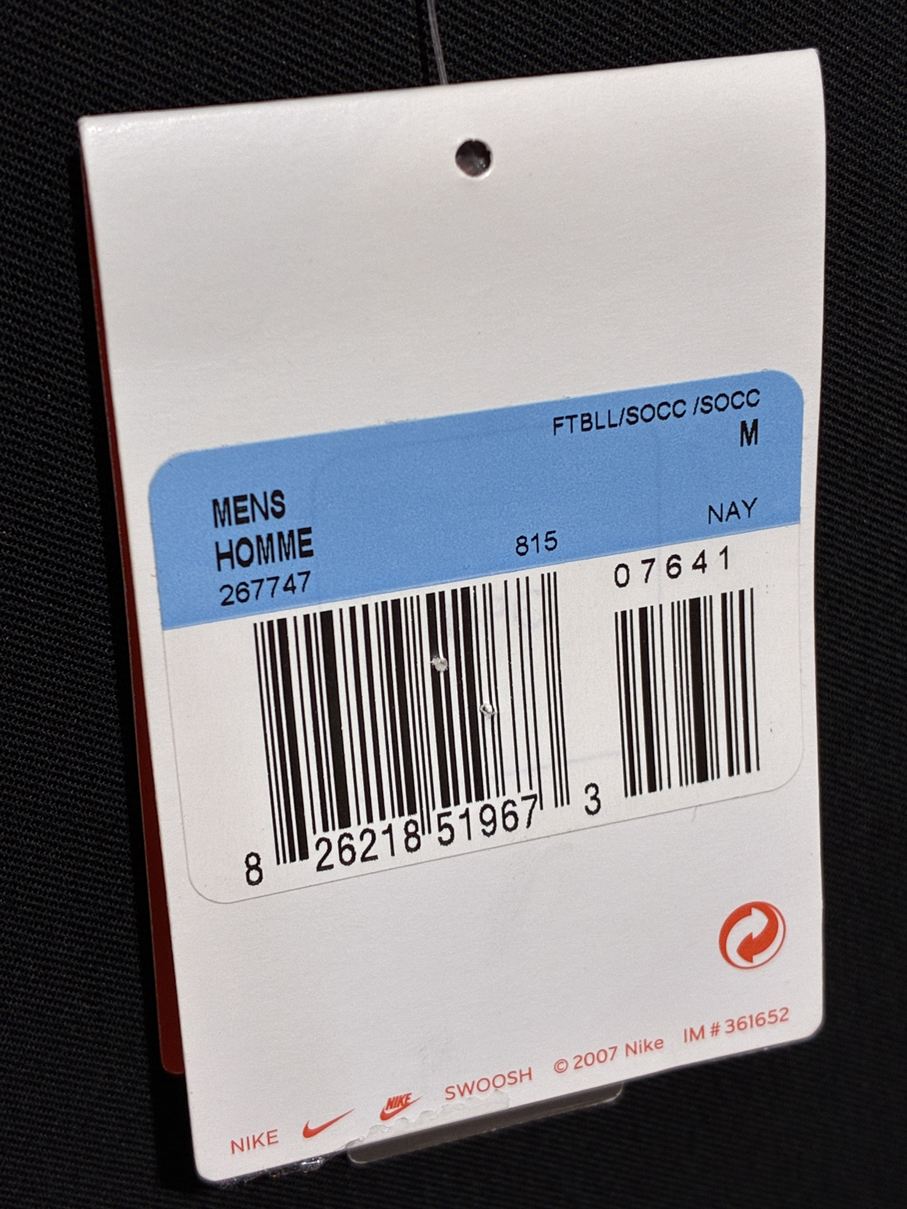 FTBLL/SOCC /SOCC
M
MENS
HOMME
267747 815 NAY
07641
8 26218 51967 3
NIKE NIKE SWOOSH © 2007 Nike IM # 361652